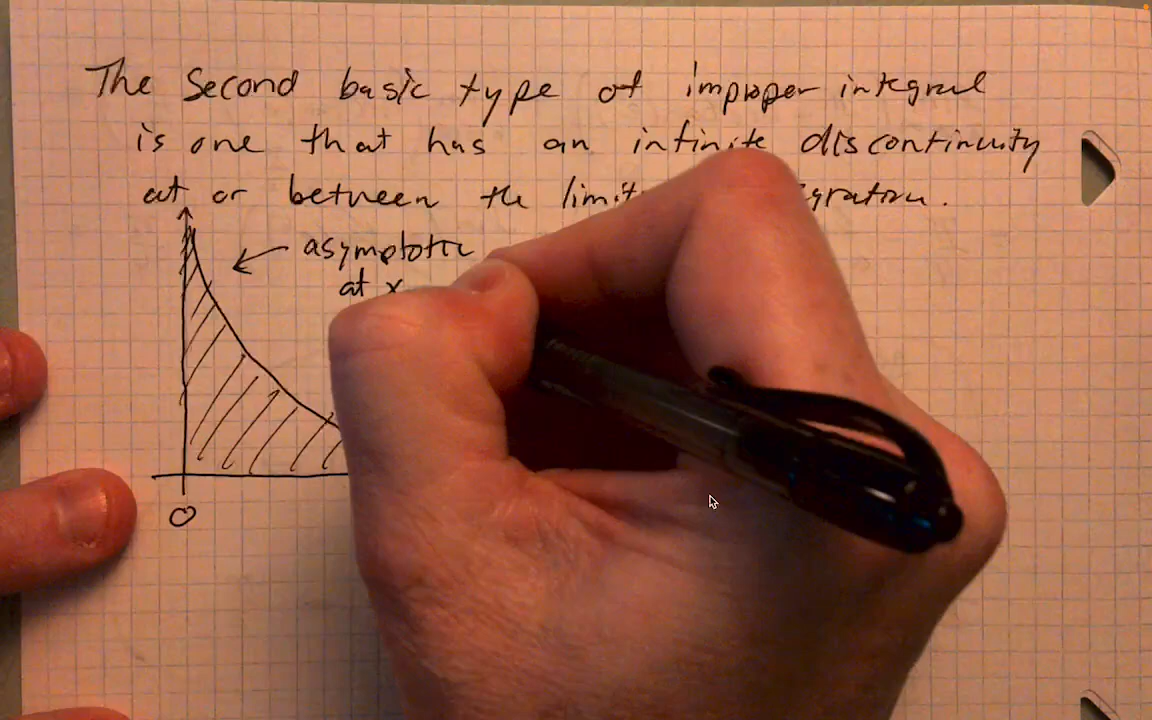 The Second basic type of improper integral
is one that has an infinite discontinuity
at or between the limit
asymptotic
at x
0